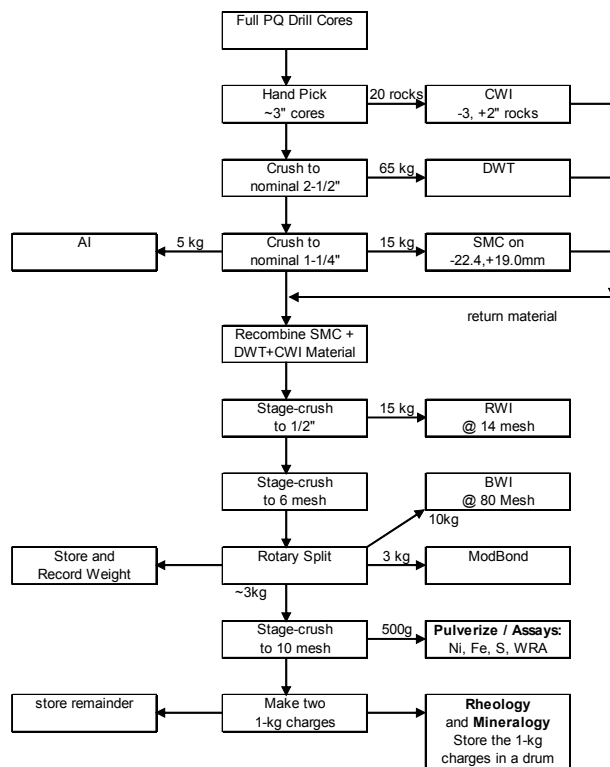 Full PQ Drill Cores
Hand Pick
~3" cores
20 rocks
CWI
-3, +2" rocks
Crush to
nominal 2-1/2"
65 kg
DWT
AI
5 kg
Crush to
nominal 1-1/4"
15 kg
SMC on
-22.4,+19.0mm
return material
Recombine SMC +
DWT+CWI Material
Stage-crush
to 1/2"
15 kg
RWI
@ 14 mesh
Stage-crush
to 6 mesh
BWI
@ 80 Mesh
10kg
Store and
Record Weight
Rotary Split
3 kg
ModBond
~3kg
Stage-crush
to 10 mesh
500g
Pulverize / Assays:
Ni, Fe, S, WRA
store remainder
Make two
1-kg charges
Rheology
and Mineralogy
Store the 1-kg
charges in a drum